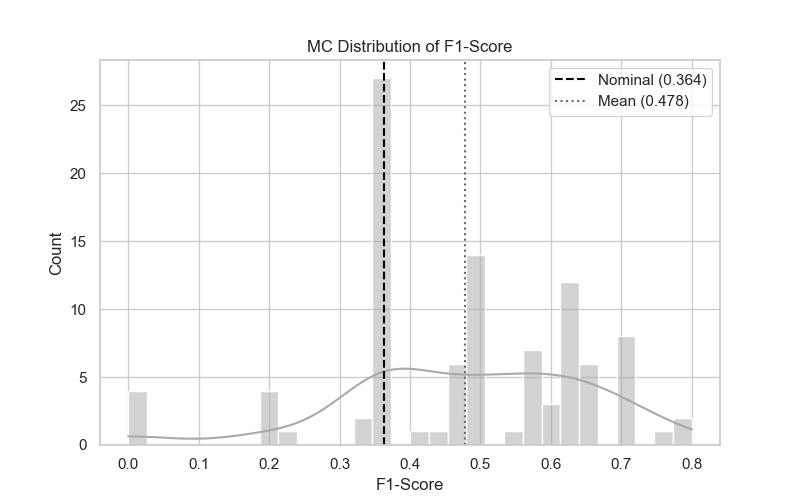 MC Distribution of F1-Score
Nominal (0.364)
Mean (0.478)
Count
25
20
15
10
5
0
0.0 0.1 0.2 0.3 0.4 0.5 0.6 0.7 0.8
F1-Score